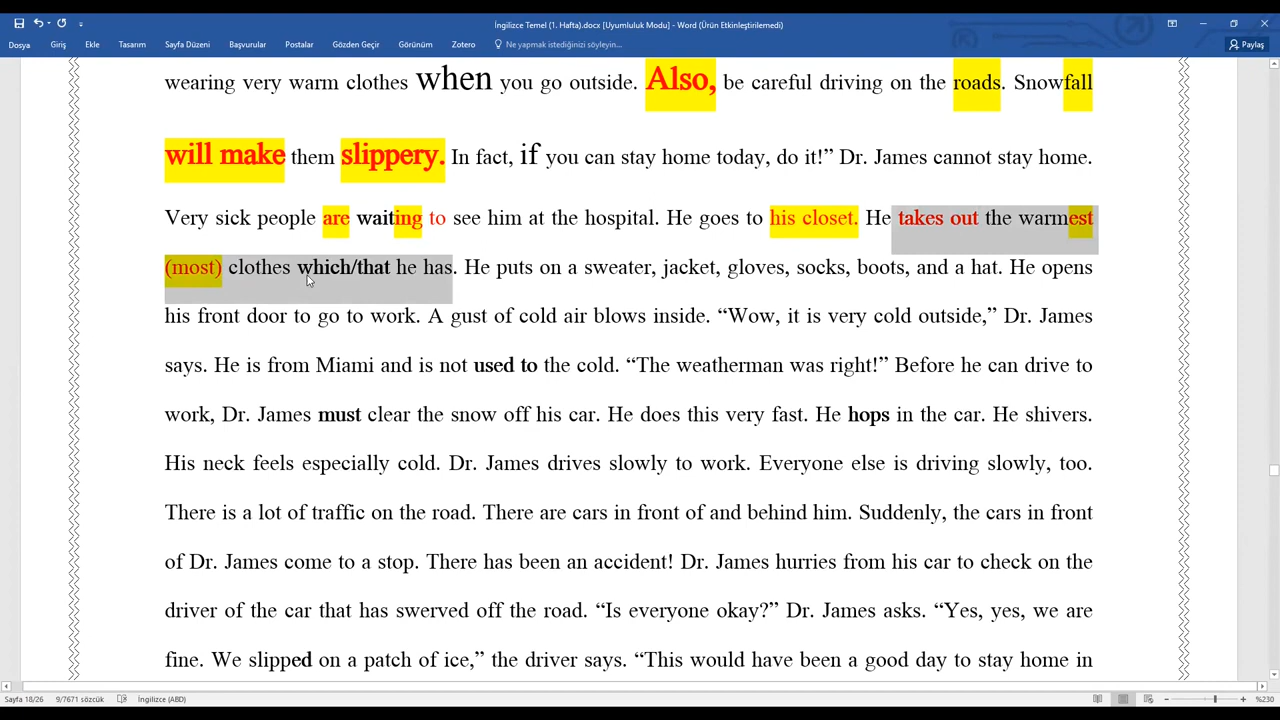 İngilizce Temel (1. Hafta).docx [Uyumluluk Modu] - Word (Ürün Etkinleştirilemedi)
Dosya Giriş Ekle Tasarım Sayfa Düzeni Başvurular Postalar Gözden Geçir Görünüm Zotero Ne yapmak istediğinizi söyleyin... Paylaş
wearing very warm clothes when you go outside. Also, be careful driving on the roads. Snowfall
will make them slippery. In fact, if you can stay home today, do it!” Dr. James cannot stay home.
Very sick people are waiting to see him at the hospital. He goes to his closet. He takes out the warmest
(most) clothes which/that he has. He puts on a sweater, jacket, gloves, socks, boots, and a hat. He opens
his front door to go to work. A gust of cold air blows inside. “Wow, it is very cold outside,” Dr. James
says. He is from Miami and is not used to the cold. “The weatherman was right!” Before he can drive to
work, Dr. James must clear the snow off his car. He does this very fast. He hops in the car. He shivers.
His neck feels especially cold. Dr. James drives slowly to work. Everyone else is driving slowly, too.
There is a lot of traffic on the road. There are cars in front of and behind him. Suddenly, the cars in front
of Dr. James come to a stop. There has been an accident! Dr. James hurries from his car to check on the
driver of the car that has swerved off the road. “Is everyone okay?” Dr. James asks. “Yes, yes, we are
fine. We slipped on a patch of ice,” the driver says. “This would have been a good day to stay home in
Sayfa 18/26 9/7671 sözcük İngilizce (ABD) %230